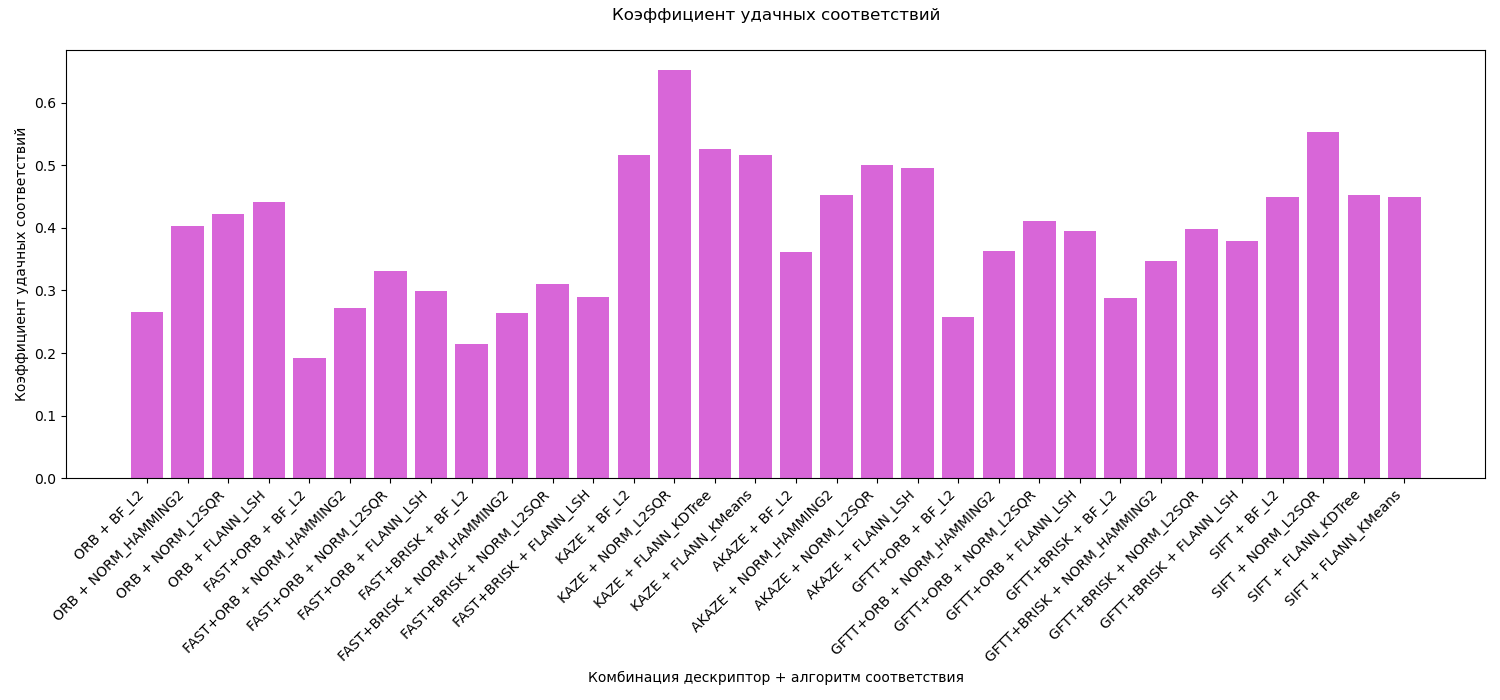 Коэффициент удачных соответствий
Коэффициент удачных соответствий
0.6
0.5
0.4
0.3
0.2
0.1
0.0
ORB + BF_L2
ORB + NORM_HAMMING2
ORB + NORM_L2SQR
ORB + FLANN_LSH
FAST+ORB + BF_L2
FAST+ORB + NORM_HAMMING2
FAST+ORB + NORM_L2SQR
FAST+ORB + FLANN_LSH
FAST+BRISK + BF_L2
FAST+BRISK + NORM_HAMMING2
FAST+BRISK + NORM_L2SQR
FAST+BRISK + FLANN_LSH
KAZE + BF_L2
KAZE + NORM_L2SQR
KAZE + FLANN_KDTree
KAZE + FLANN_KMeans
AKAZE + BF_L2
AKAZE + NORM_HAMMING2
AKAZE + NORM_L2SQR
AKAZE + FLANN_LSH
GFTT+ORB + BF_L2
GFTT+ORB + NORM_HAMMING2
GFTT+ORB + NORM_L2SQR
GFTT+ORB + FLANN_LSH
GFTT+BRISK + BF_L2
GFTT+BRISK + NORM_HAMMING2
GFTT+BRISK + NORM_L2SQR
GFTT+BRISK + FLANN_LSH
SIFT + BF_L2
SIFT + NORM_L2SQR
SIFT + FLANN_KDTree
SIFT + FLANN_KMeans
Комбинация дескриптор + алгоритм соответствия